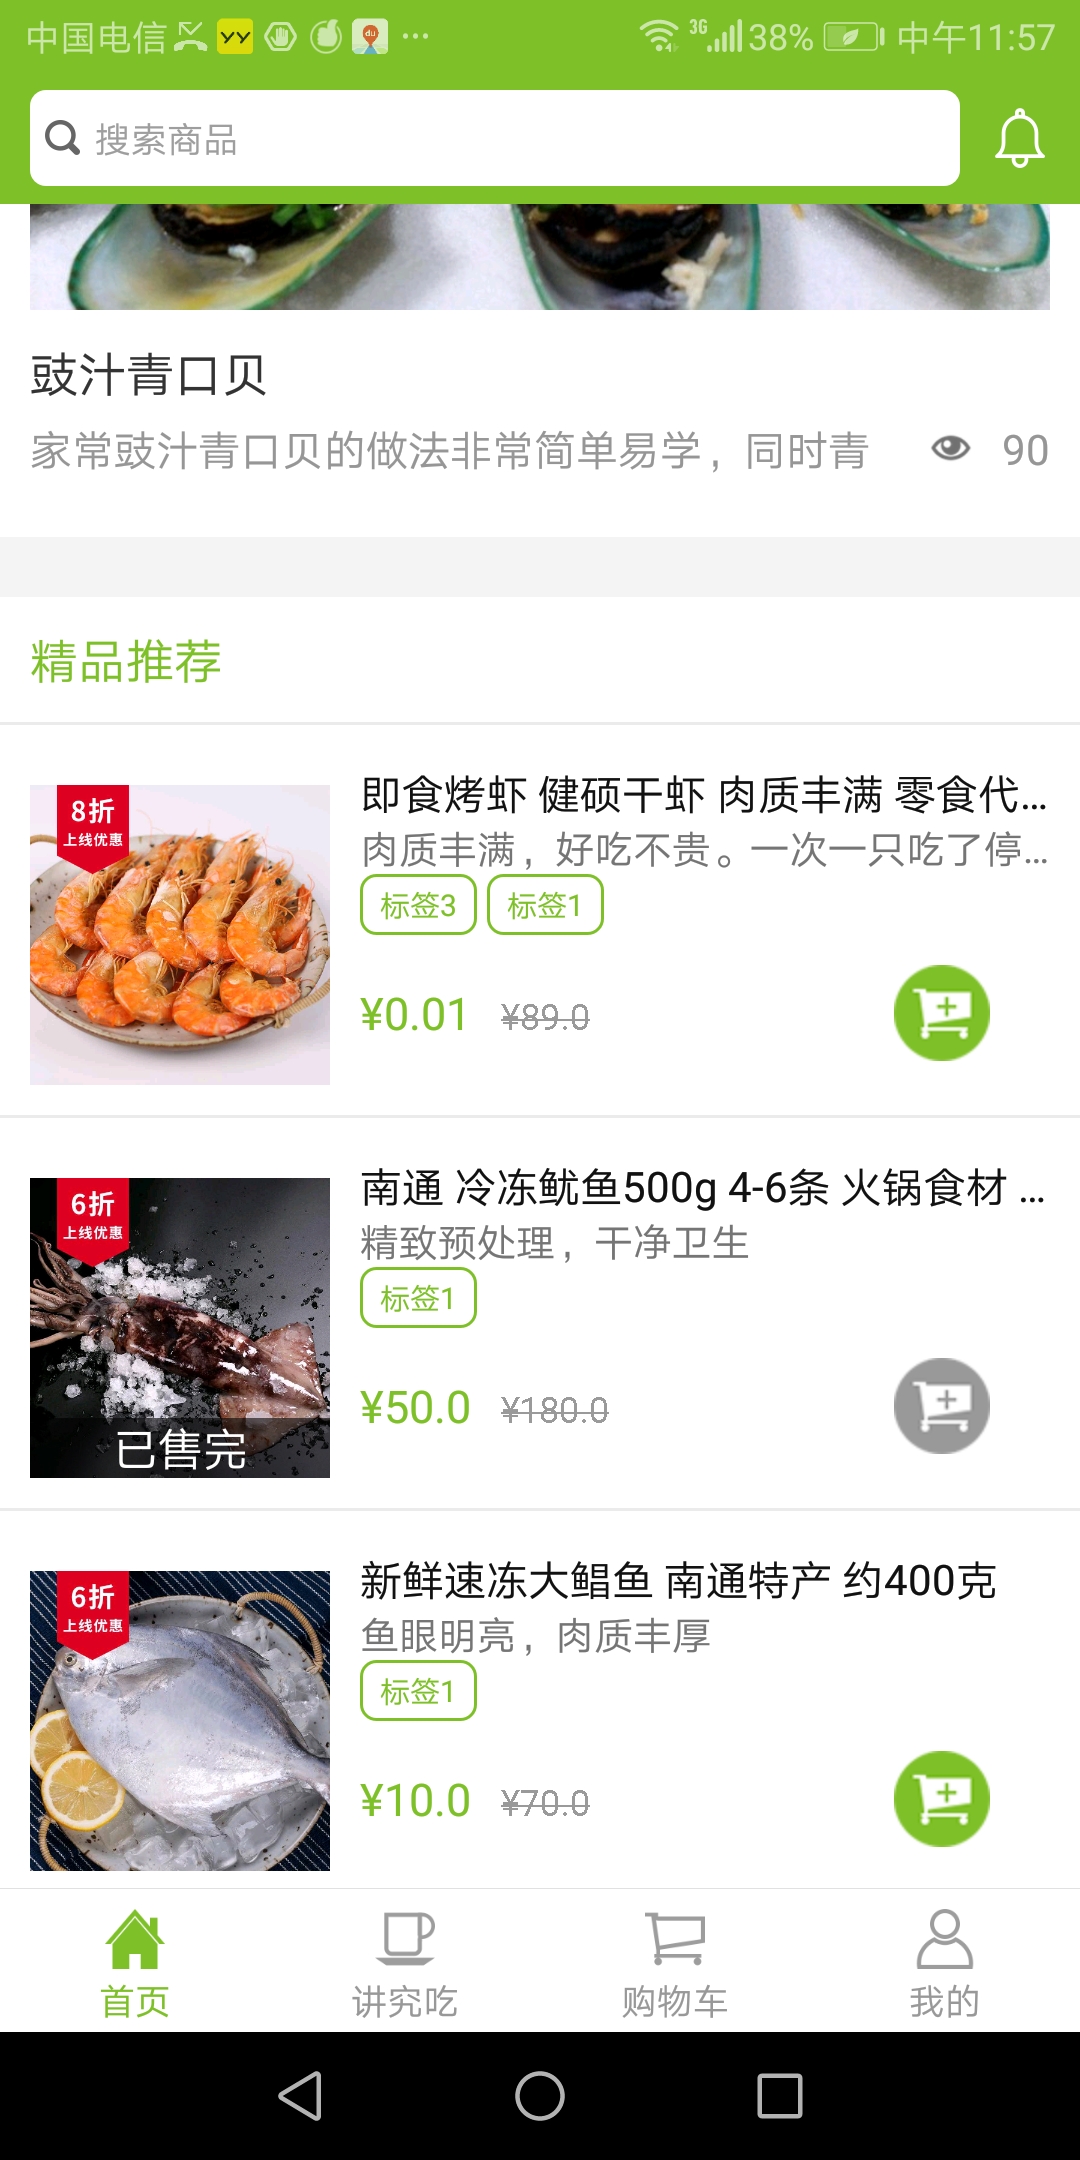 中国电信 yy du ... 3G 38% 中午11:57
搜索商品
豉汁青口贝
家常豉汁青口贝的做法非常简单易学，同时青 90
精品推荐
8折
上线优惠
即食烤虾 健硕干虾 肉质丰满 零食代...
肉质丰满，好吃不贵。一次一只吃了停...
标签3 标签1
¥0.01 ¥89.0
6折
上线优惠
已售完
南通 冷冻鱿鱼500g 4-6条 火锅食材 ...
精致预处理，干净卫生
标签1
¥50.0 ¥180.0
6折
上线优惠
新鲜速冻大鲳鱼 南通特产 约400克
鱼眼明亮，肉质丰厚
标签1
¥10.0 ¥70.0
首页 讲究吃 购物车 我的